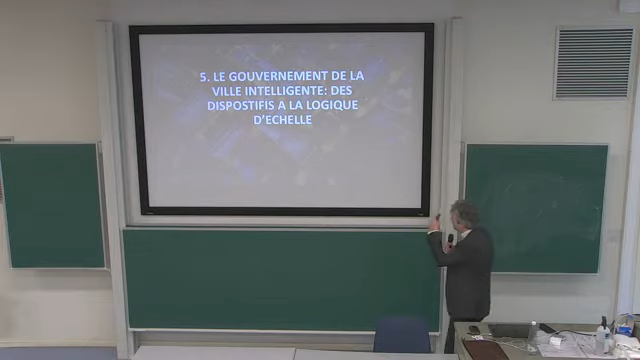 5. LE GOUVERNEMENT DE LA
VILLE INTELLIGENTE: DES
DISPOSTIFIS A LA LOGIQUE
D'ECHELLE